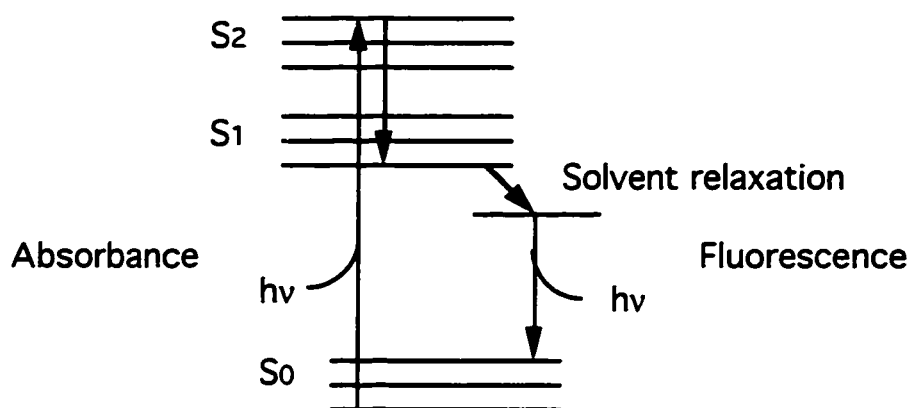 S2
S1
Solvent relaxation
Absorbance
Fluorescence
hν
hν
S0